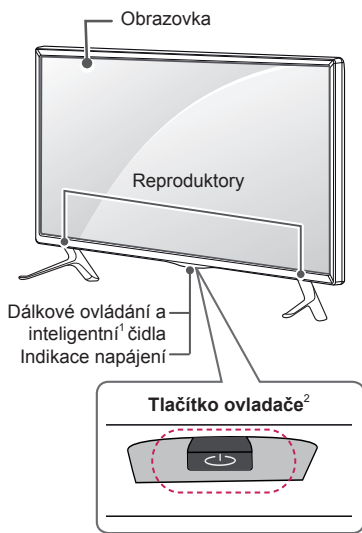 Obrazovka
Reproduktory
Dálkové ovládání a
inteligentní¹ čidla
Indikace napájení
Tlačítko ovladače²